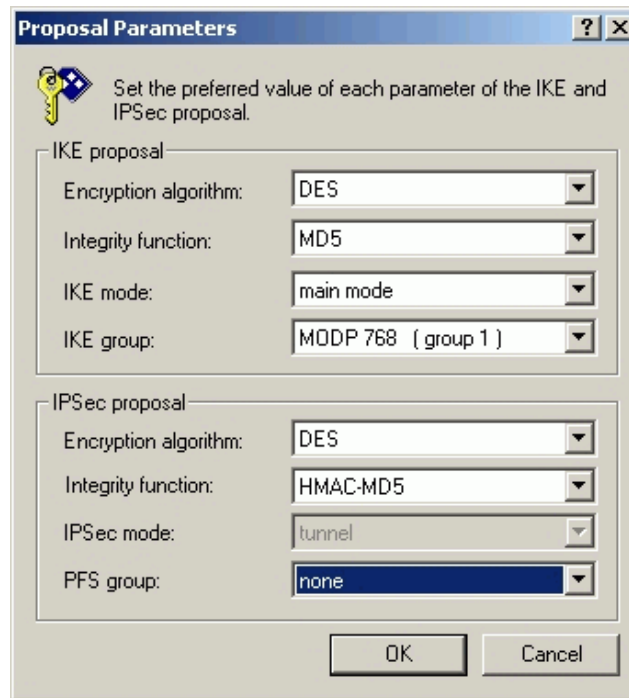 Proposal Parameters
Set the preferred value of each parameter of the IKE and
IPSec proposal.
IKE proposal
Encryption algorithm: DES
Integrity function: MD5
IKE mode: main mode
IKE group: MODP 768 ( group 1 )
IPSec proposal
Encryption algorithm: DES
Integrity function: HMAC-MD5
IPSec mode: tunnel
PFS group: none
OK Cancel